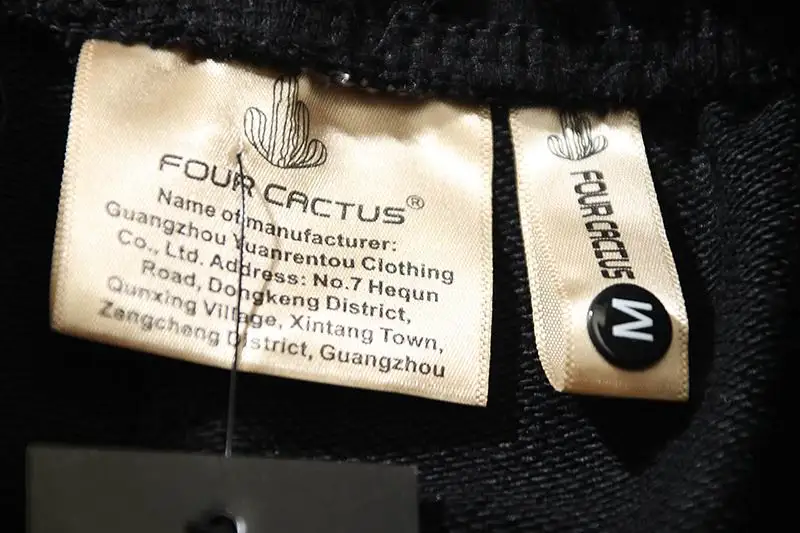 FOUR CACTUS®
Name of manufacturer:
Guangzhou Yuanrentou Clothing
Co., Ltd. Address: No.7 Hequn
Road, Dongkeng District,
Qunxing Village, Xintang Town,
Zengcheng District, Guangzhou
FOUR CACTUS
M